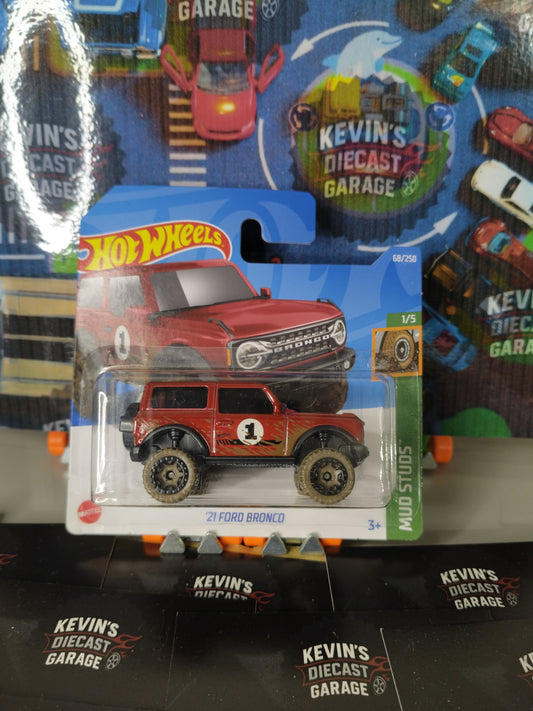 GARAGE
GARAGE
KEVIN'S
DIECAST
GARAGE
KEVIN'S
DIECAST
GARAGE
HOT WHEELS
68/250
1/5
1
BRONCO
KEVIN'S
GARAGE
1
MUD STUDS
MATTEL
'21 FORD BRONCO
3+
KEVIN'S
DIECAST
KEVIN'S
DIECAST
GARAGE
KEVIN'S
DIECAST
GARAGE
KEVIN'S
DIECAST
GARAGE